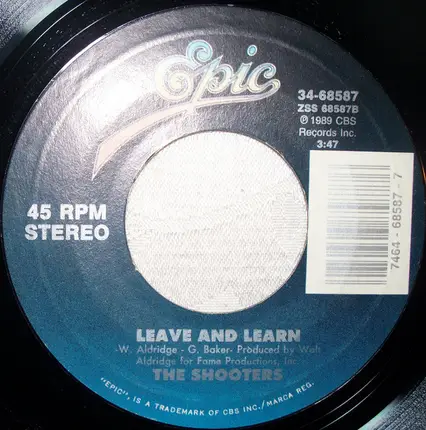 Epic
34-68587
ZSS 68587B
℗ 1989 CBS
Records Inc.
3:47
45 RPM
STEREO
7464-68587-7
LEAVE AND LEARN
-W. Aldridge - G. Baker- Produced by Walt
Aldridge for Fame Productions, Inc.-
THE SHOOTERS
"EPIC", IS A TRADEMARK OF CBS INC./MARCA REG.